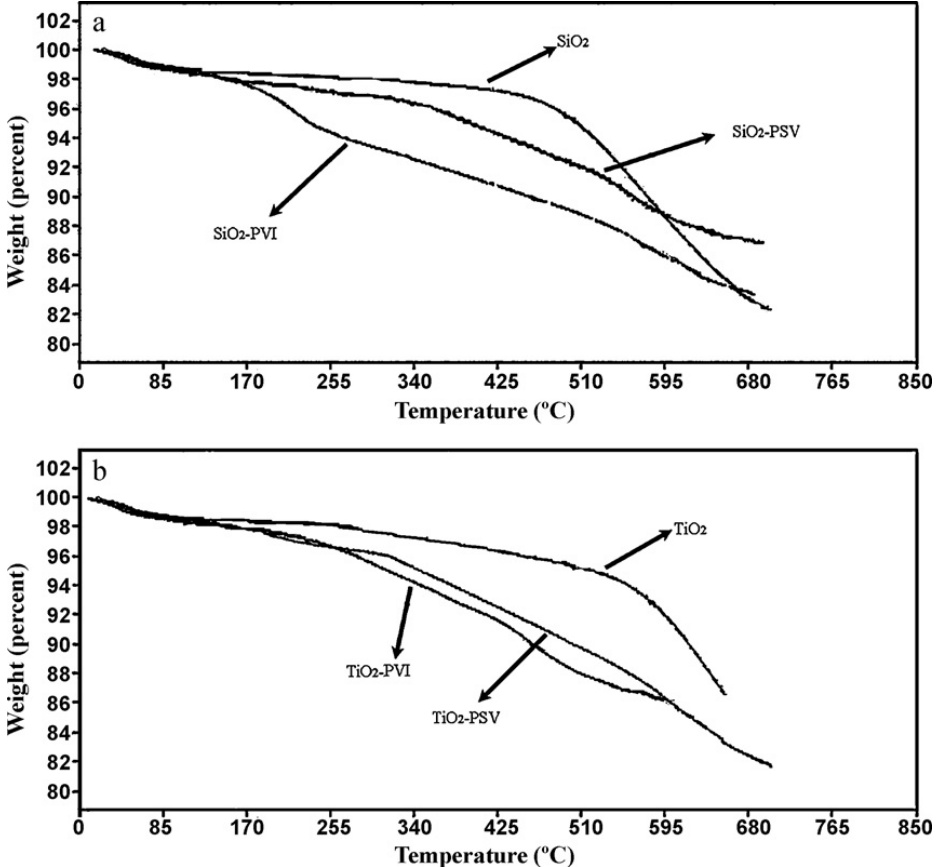 a
102
100
98
96
94
92
90
88
86
84
82
80
Weight (percent)
SiO₂
SiO₂-PSV
SiO₂-PVI
0 85 170 255 340 425 510 595 680 765 850
Temperature (ºC)
b
102
100
98
96
94
92
90
88
86
84
82
80
Weight (percent)
TiO₂
TiO₂-PVI
TiO₂-PSV
0 85 170 255 340 425 510 595 680 765 850
Temperature (ºC)